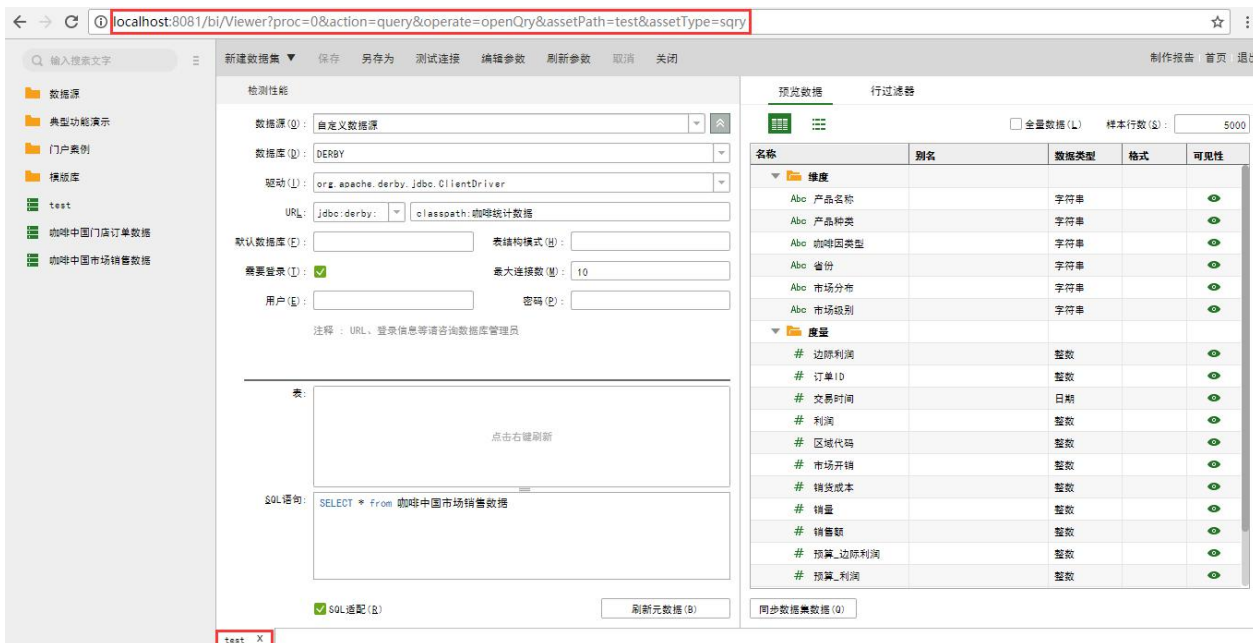 localhost:8081/bi/Viewer?proc=0&action=query&operate=openQry&assetPath=test&assetType=sqry
输入搜索文字
新建数据集 ▼ 保存 另存为 测试连接 编辑参数 刷新参数 取消 关闭
制作报告 首页 退出
数据源
典型功能演示
门户案例
模版库
test
咖啡中国门店订单数据
咖啡中国市场销售数据
检测性能
数据源(O): 自定义数据源
数据库(D): DERBY
驱动(I): org.apache.derby.jdbc.ClientDriver
URL: jdbc:derby: classpath:咖啡统计数据
默认数据库(F): 表结构模式(H):
需要登录(T): 最大连接数(M): 10
用户(E): 密码(P):
注释 : URL、登录信息等请咨询数据库管理员
表:
点击右键刷新
SQL语句: SELECT * from 咖啡中国市场销售数据
SQL适配(R) 刷新元数据(B)
test X
预览数据 行过滤器
全量数据(L) 样本行数(S): 5000
名称 别名 数据类型 格式 可见性
维度
Abc 产品名称 字符串
Abc 产品种类 字符串
Abc 咖啡因类型 字符串
Abc 省份 字符串
Abc 市场分布 字符串
Abc 市场级别 字符串
度量
# 边际利润 整数
# 订单ID 整数
# 交易时间 日期
# 利润 整数
# 区域代码 整数
# 市场开销 整数
# 销货成本 整数
# 销量 整数
# 销售额 整数
# 预算_边际利润 整数
# 预算_利润 整数
同步数据集数据(Q)